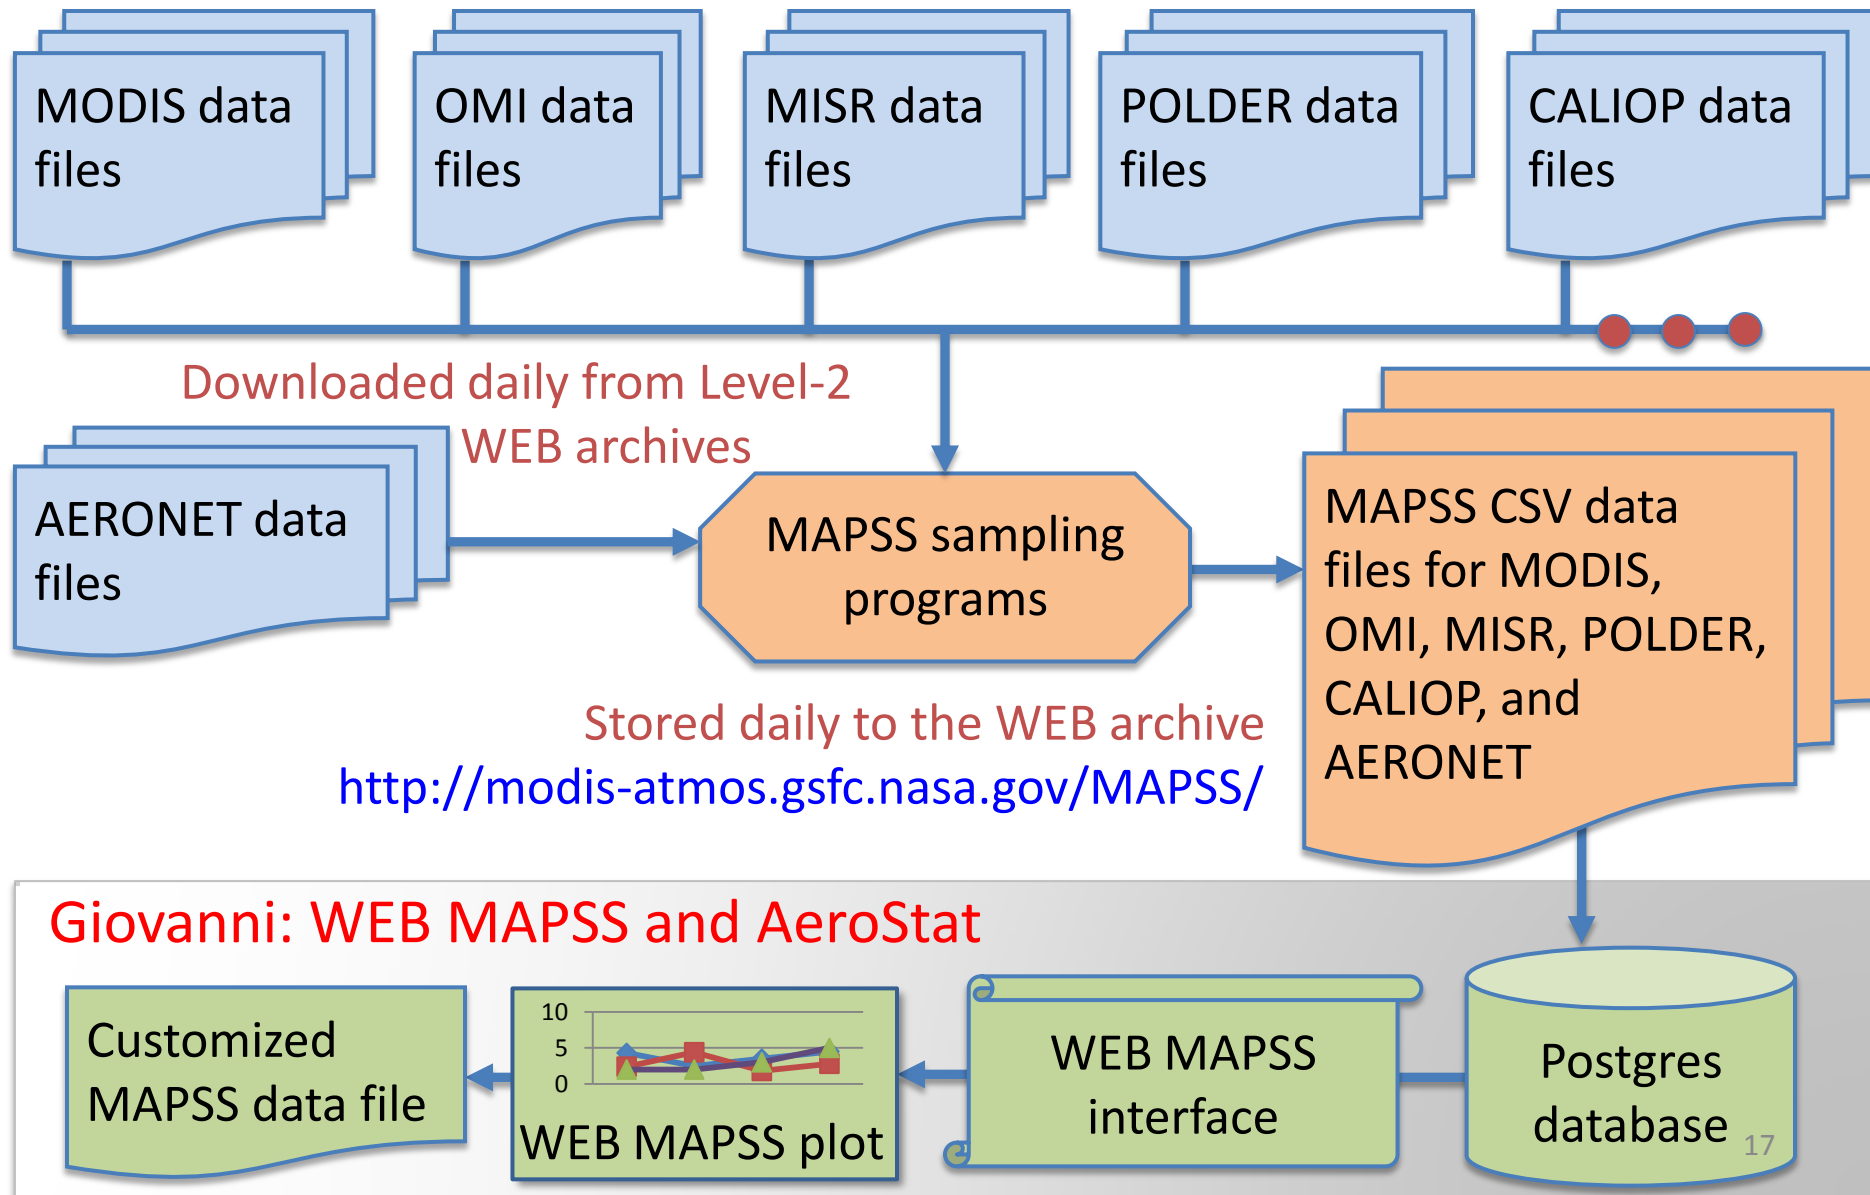 MODIS data
files
OMI data
files
MISR data
files
POLDER data
files
CALIOP data
files
Downloaded daily from Level-2
WEB archives
AERONET data
files
MAPSS sampling
programs
MAPSS CSV data
files for MODIS,
OMI, MISR, POLDER,
CALIOP, and
AERONET
Stored daily to the WEB archive
http://modis-atmos.gsfc.nasa.gov/MAPSS/
Giovanni: WEB MAPSS and AeroStat
Customized
MAPSS data file
10
5
0
WEB MAPSS plot
WEB MAPSS
interface
Postgres
database
17